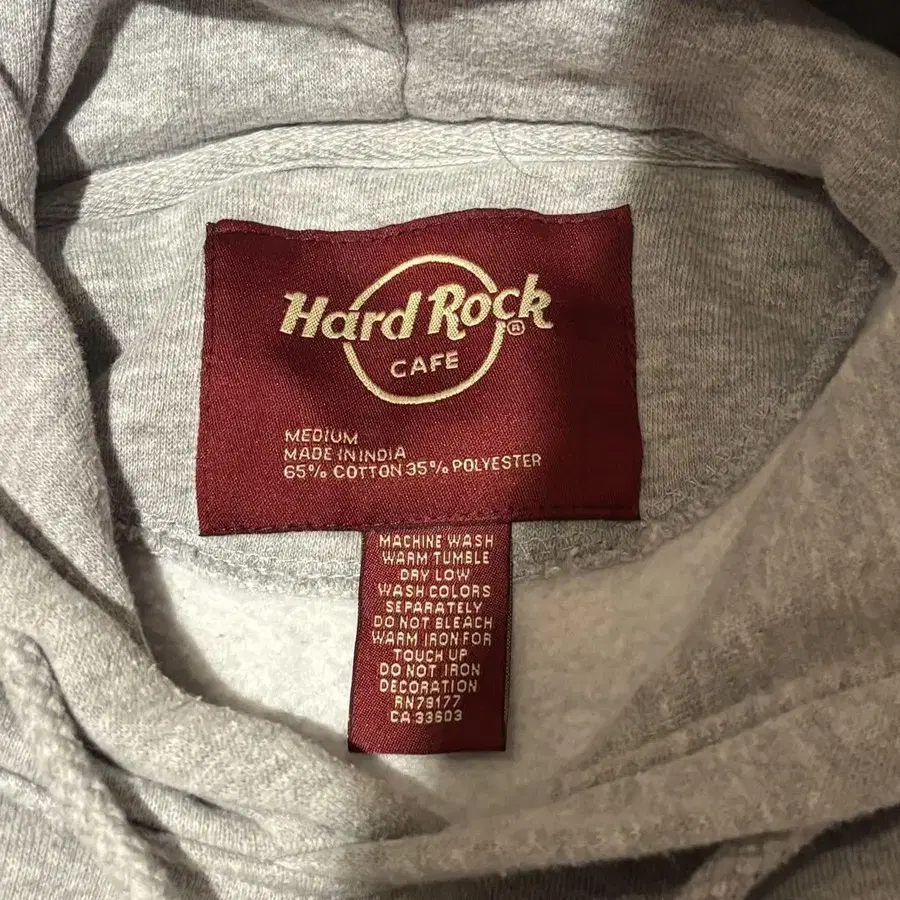 Hard Rock ®
CAFE
MEDIUM
MADE IN INDIA
65% COTTON 35% POLYESTER
MACHINE WASH
WARM TUMBLE
DRY LOW
WASH COLORS
SEPARATELY
DO NOT BLEACH
WARM IRON FOR
TOUCH UP
DO NOT IRON
DECORATION
RN79177
CA 33603